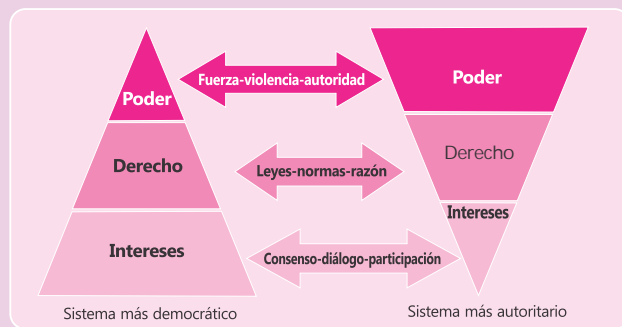 Poder
Fuerza-violencia-autoridad
Poder
Derecho
Leyes-normas-razón
Derecho
Intereses
Consenso-diálogo-participación
Intereses
Sistema más democrático
Sistema más autoritario